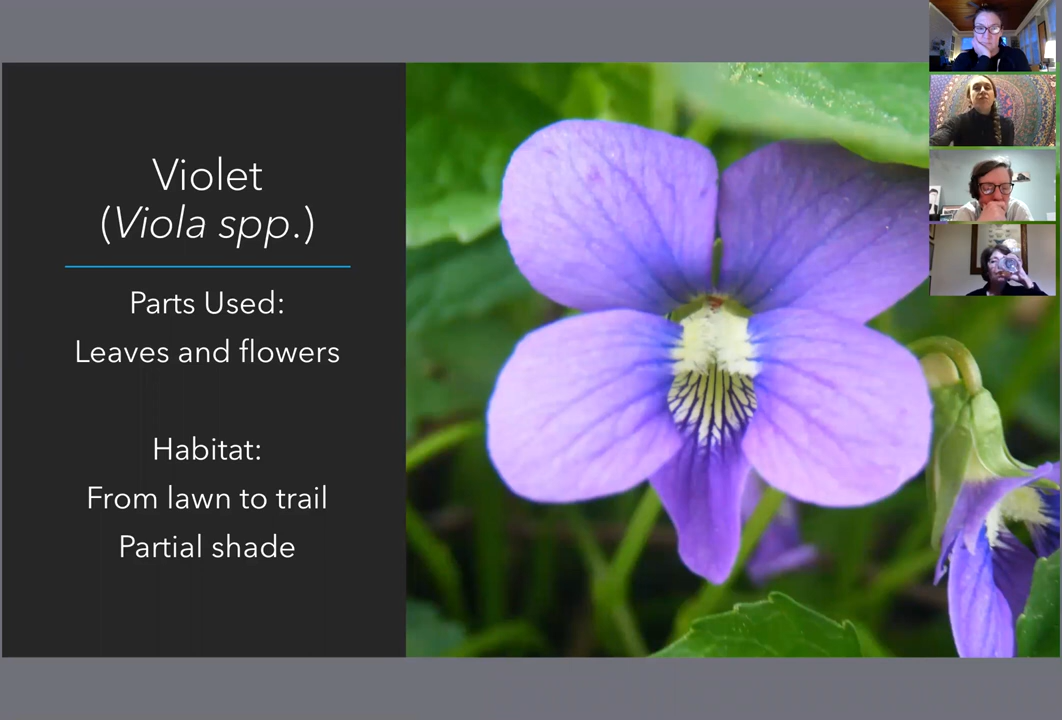 Violet
(Viola spp.)
Parts Used:
Leaves and flowers
Habitat:
From lawn to trail
Partial shade